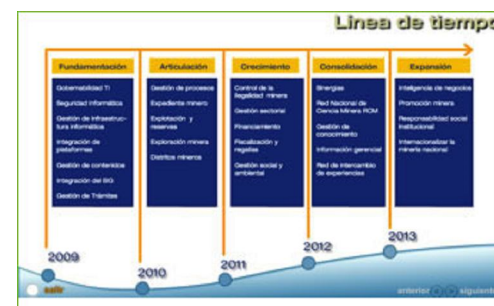 Linea de tiempo
Fundamentación
Gobernabilidad TI
Seguridad informática
Gestión de infraestruc-
tura informática
Integración de
plataformas
Gestión de contenidos
Integración del SIG
Gestión de Trámites
Articulación
Gestión de procesos
Expediente minero
Explotación y
reservas
Exploración minera
Distritos mineros
Crecimiento
Control de la
ilegalidad minera
Gestión sectorial
Financiamiento
Fiscalización y
regalías
Gestión social y
ambiental
Consolidación
Sinergias
Red Nacional de
Ciencia Minera RCM
Gestión de
conocimiento
Información gerencial
Red de intercambio
de experiencias
Expansión
Inteligencia de negocios
Promoción minera
Responsabilidad social
institucional
Internacionalizar la
minería nacional
2009
2010
2011
2012
2013
salir
anterior
siguiente